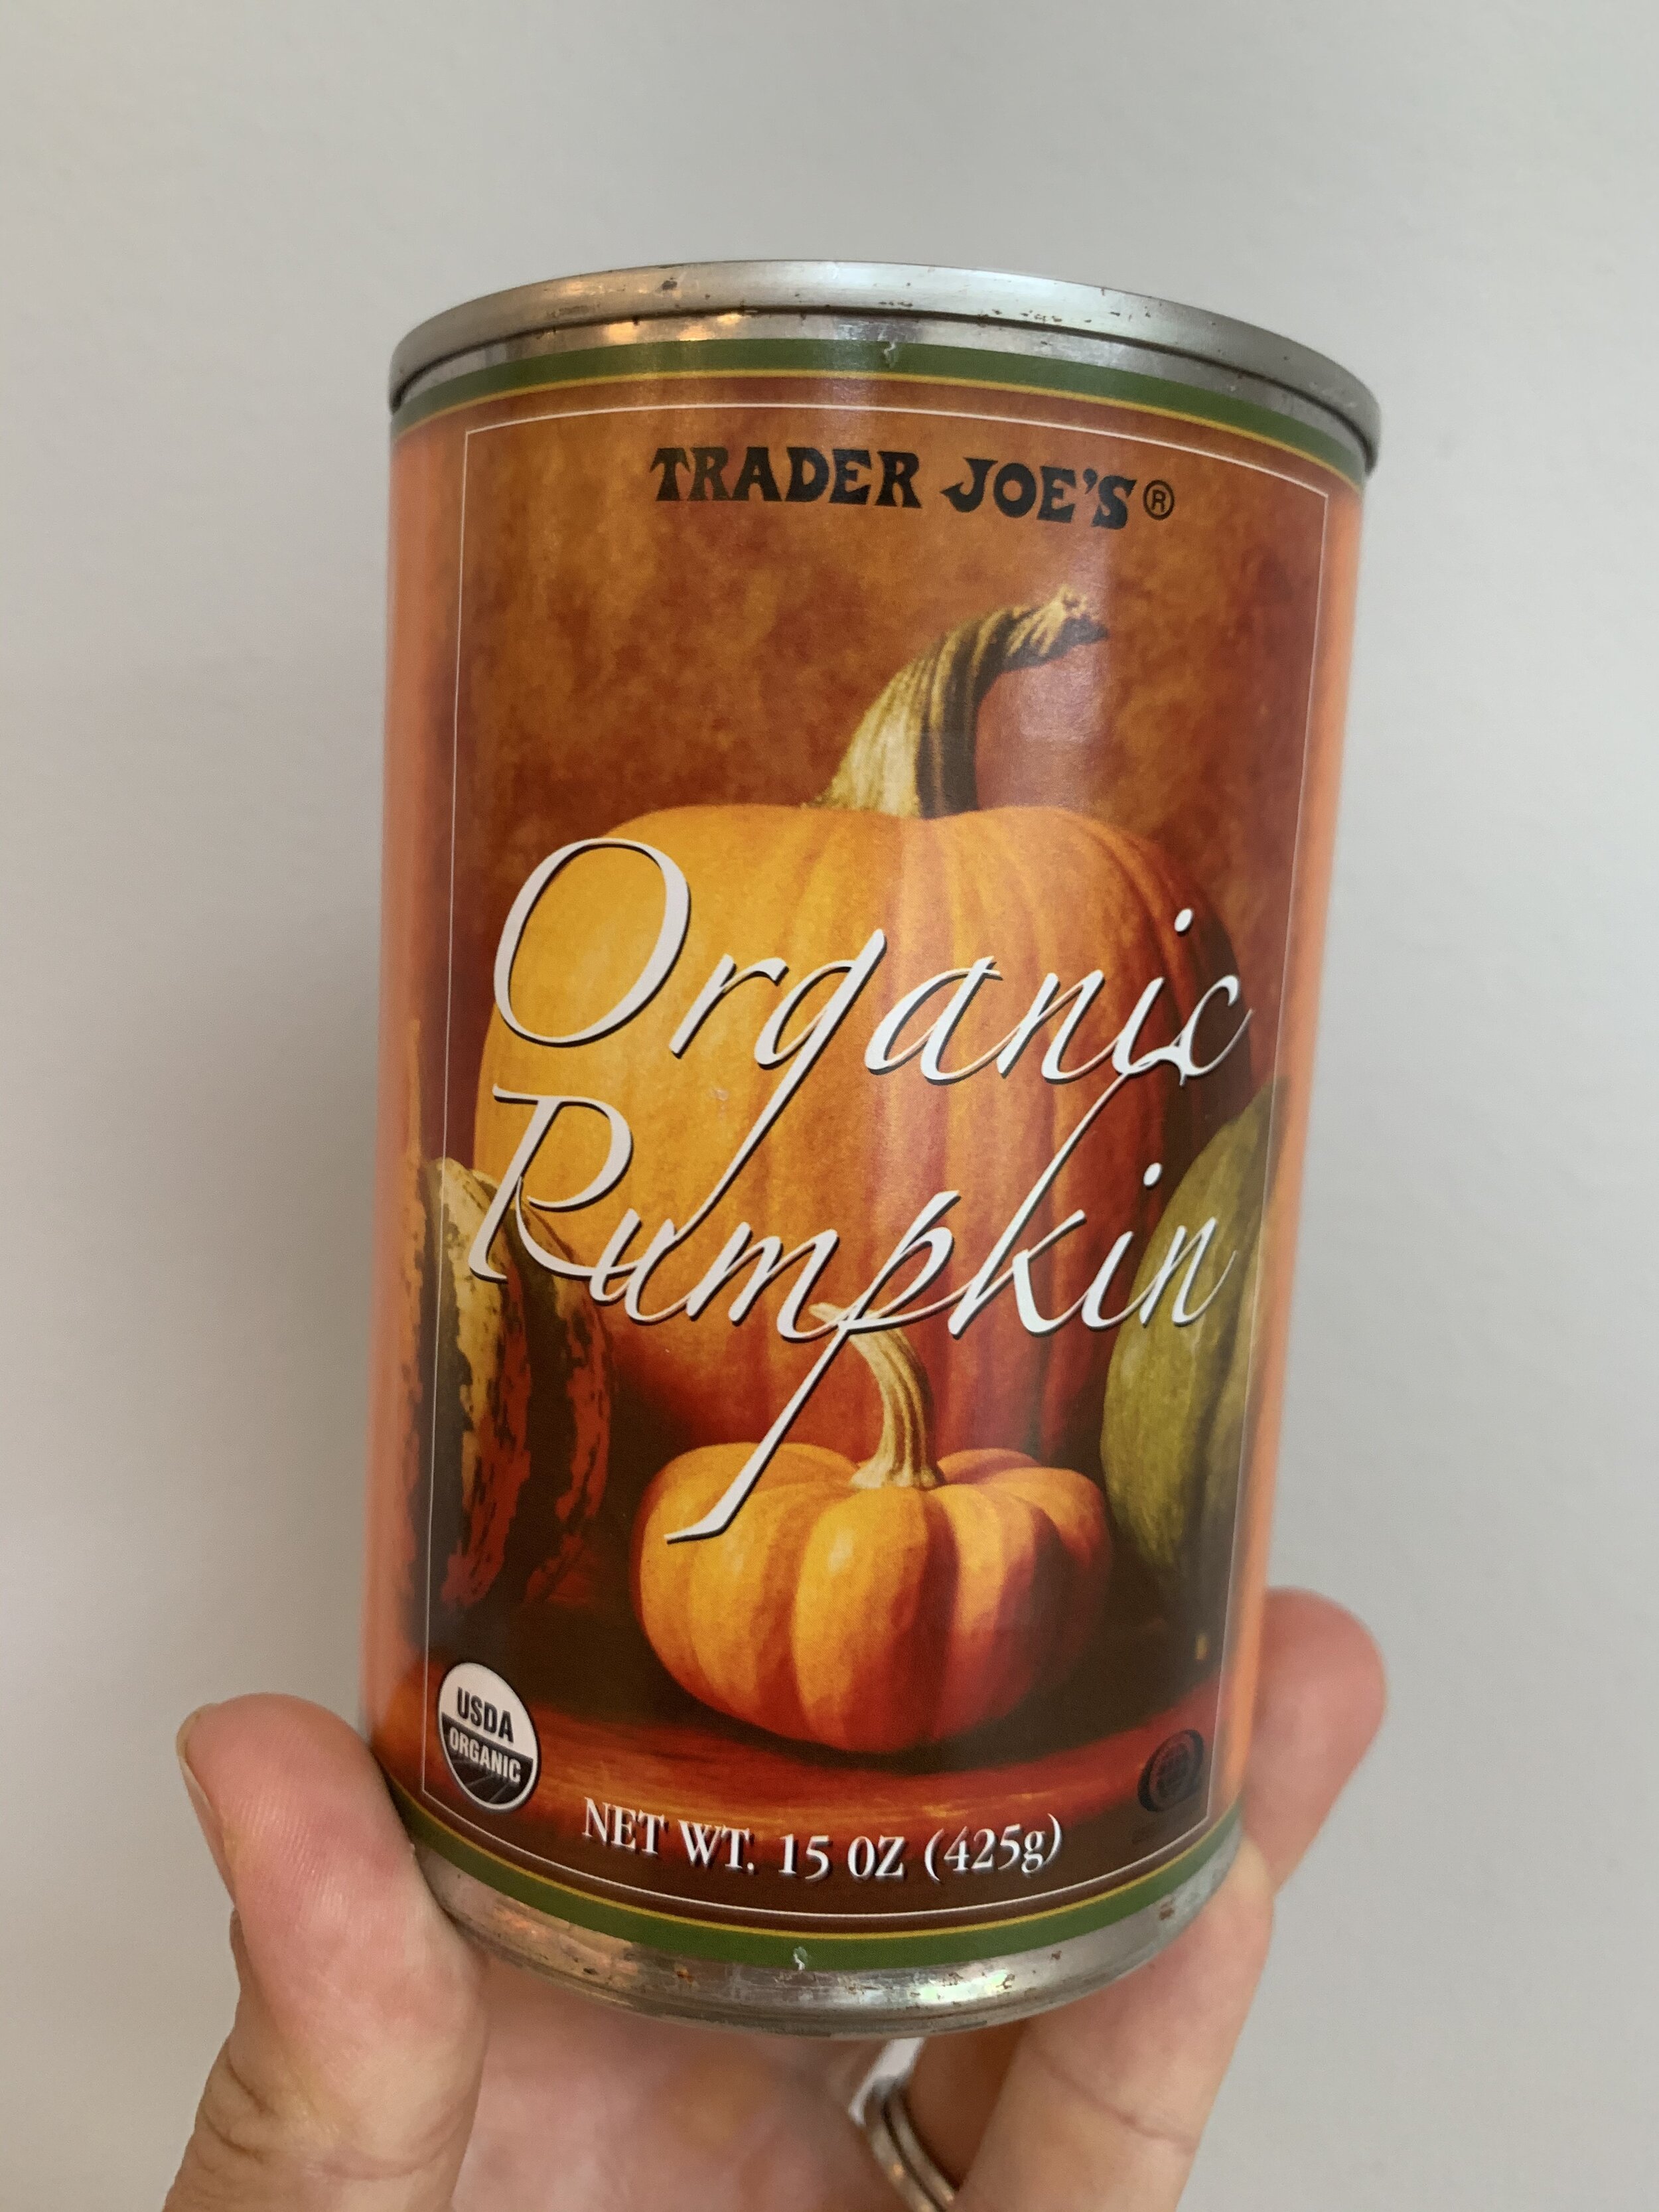 TRADER JOE'S®
Organic
Pumpkin
USDA
ORGANIC
NET WT. 15 OZ (425g)